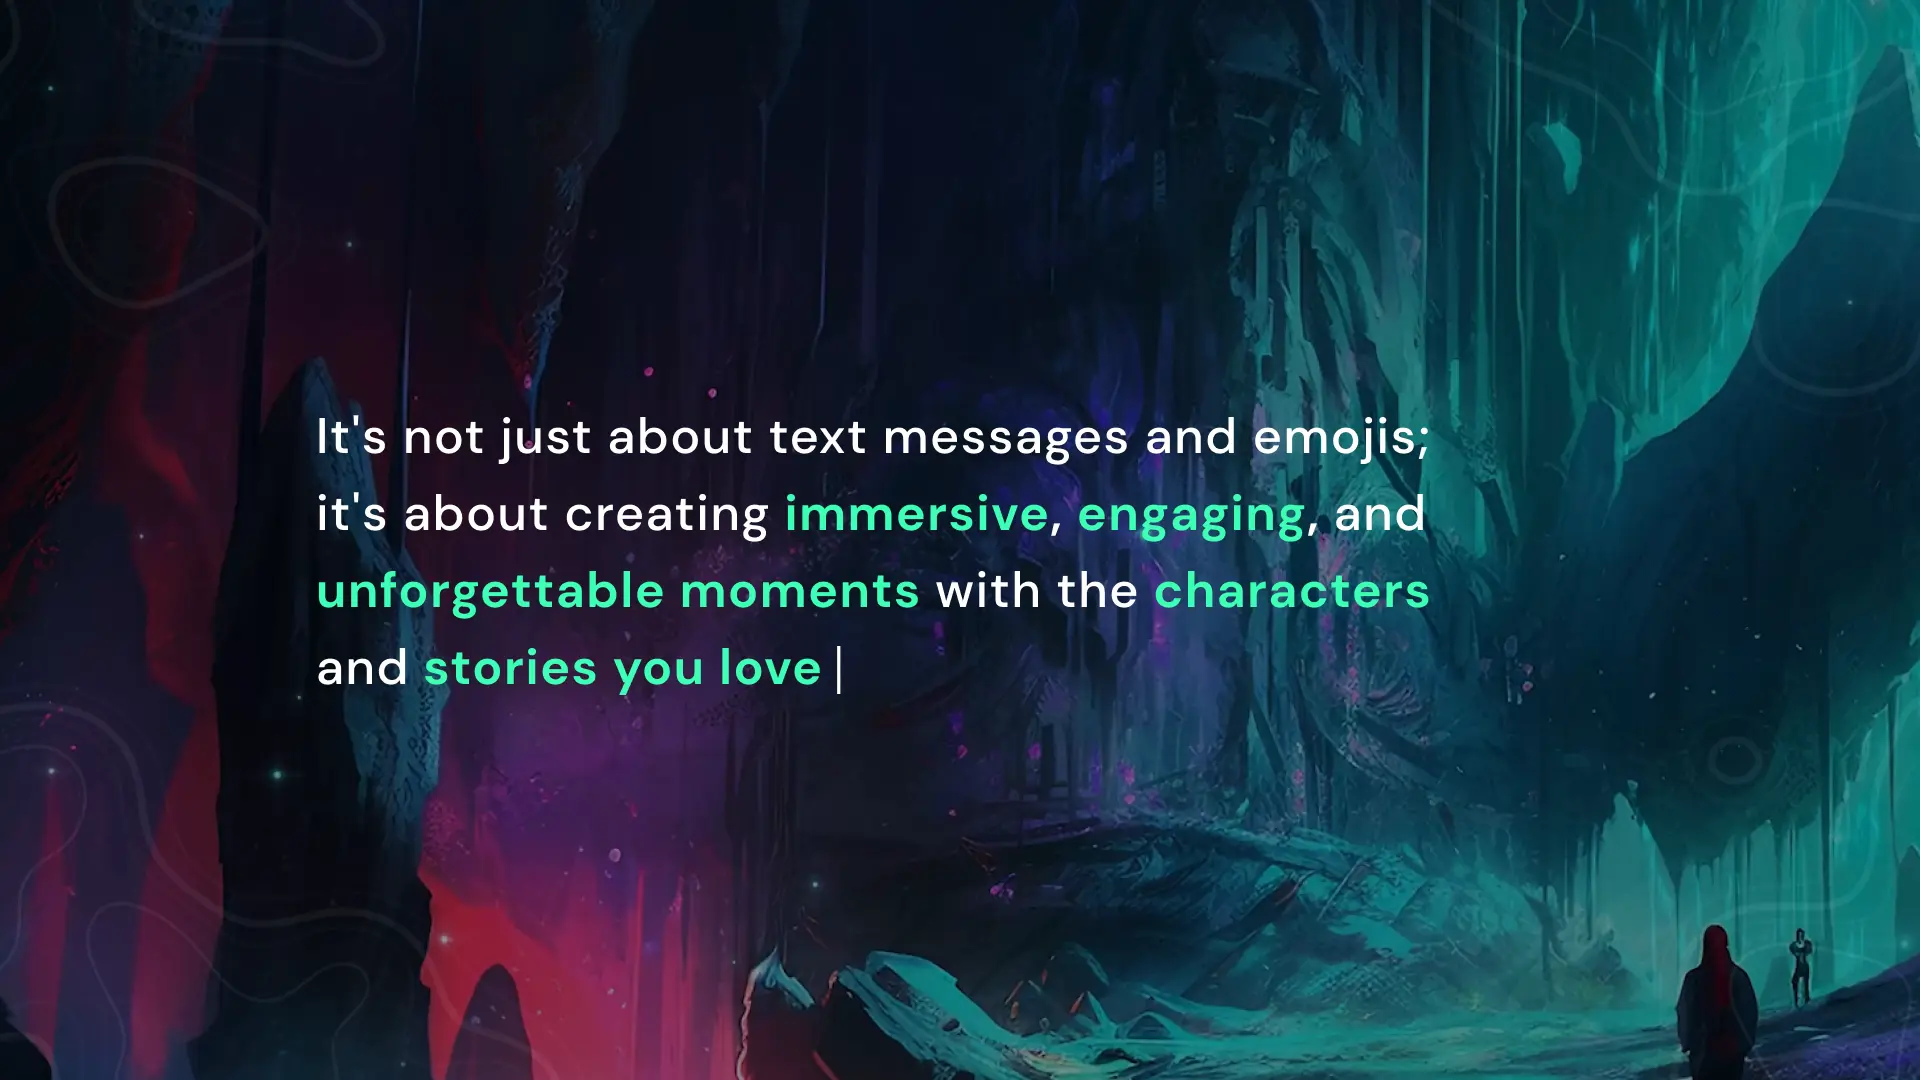 It's not just about text messages and emojis;
it's about creating immersive, engaging, and
unforgettable moments with the characters
and stories you love